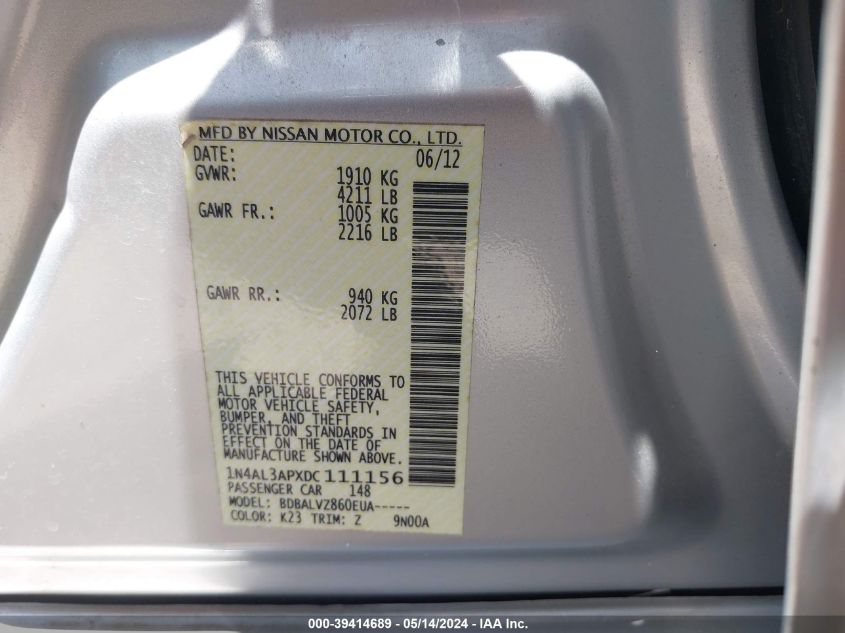 MFD BY NISSAN MOTOR CO., LTD.
DATE: 06/12
GVWR: 1910 KG
4211 LB
GAWR FR.: 1005 KG
2216 LB
GAWR RR.: 940 KG
2072 LB
THIS VEHICLE CONFORMS TO
ALL APPLICABLE FEDERAL
MOTOR VEHICLE SAFETY,
BUMPER, AND THEFT
PREVENTION STANDARDS IN
EFFECT ON THE DATE OF
MANUFACTURE SHOWN ABOVE.
1N4AL3APXDC111156
PASSENGER CAR 148
MODEL: BDBALVZ860EUA-----
COLOR: K23 TRIM: Z 9N00A
000-39414689 - 05/14/2024 - IAA Inc.